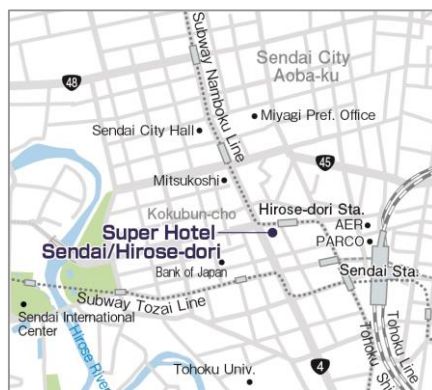 Subway Namboku Line
Sendai City
Aoba-ku
48
Miyagi Pref. Office
Sendai City Hall
45
Mitsukoshi
Kokubun-cho
Hirose-dori Sta.
AER
PARCO
Super Hotel
Sendai/Hirose-dori
Bank of Japan
Sendai Sta.
Subway Tozai Line
Sendai International
Center
Hirose River
Tohoku Univ.
4
Tohoku Line
Tohoku Shi